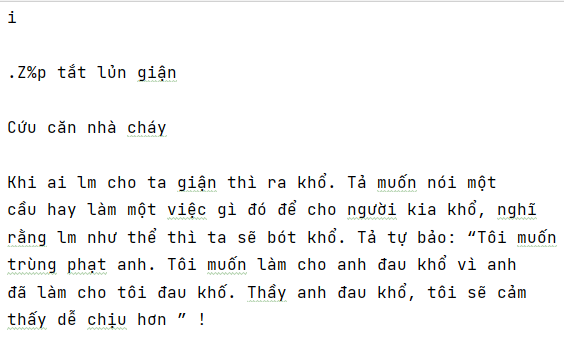 i
.Z%p tắt lủn giận
Cứu căn nhà cháy
Khi ai lm cho ta giận thì ra khổ. Tả muốn nói một
cầu hay làm một việc gì đó để cho người kia khổ, nghĩ
rằng lm như thể thì ta sẽ bót khổ. Tả tự bảo: “Tôi muốn
trùng phạt anh. Tôi muốn làm cho anh đau khổ vì anh
đã làm cho tôi đau khố. Thầy anh đau khổ, tôi sẽ cảm
thấy dễ chịu hơn ” !